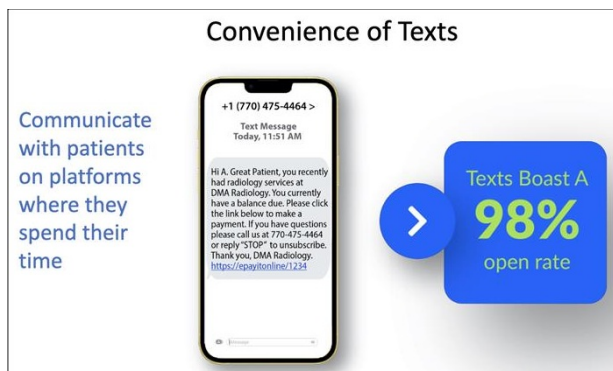 Convenience of Texts
Communicate
with patients
on platforms
where they
spend their
time
+1 (770) 475-4464 >
Text Message
Today, 11:51 AM
Hi A. Great Patient, you recently
had radiology services at
DMA Radiology. You currently
have a balance due. Please click
the link below to make a
payment. If you have questions
please call us at 770-475-4464
or reply “STOP” to unsubscribe.
Thank you, DMA Radiology.
https://epayitonline/1234
Message
Texts Boast A
98%
open rate